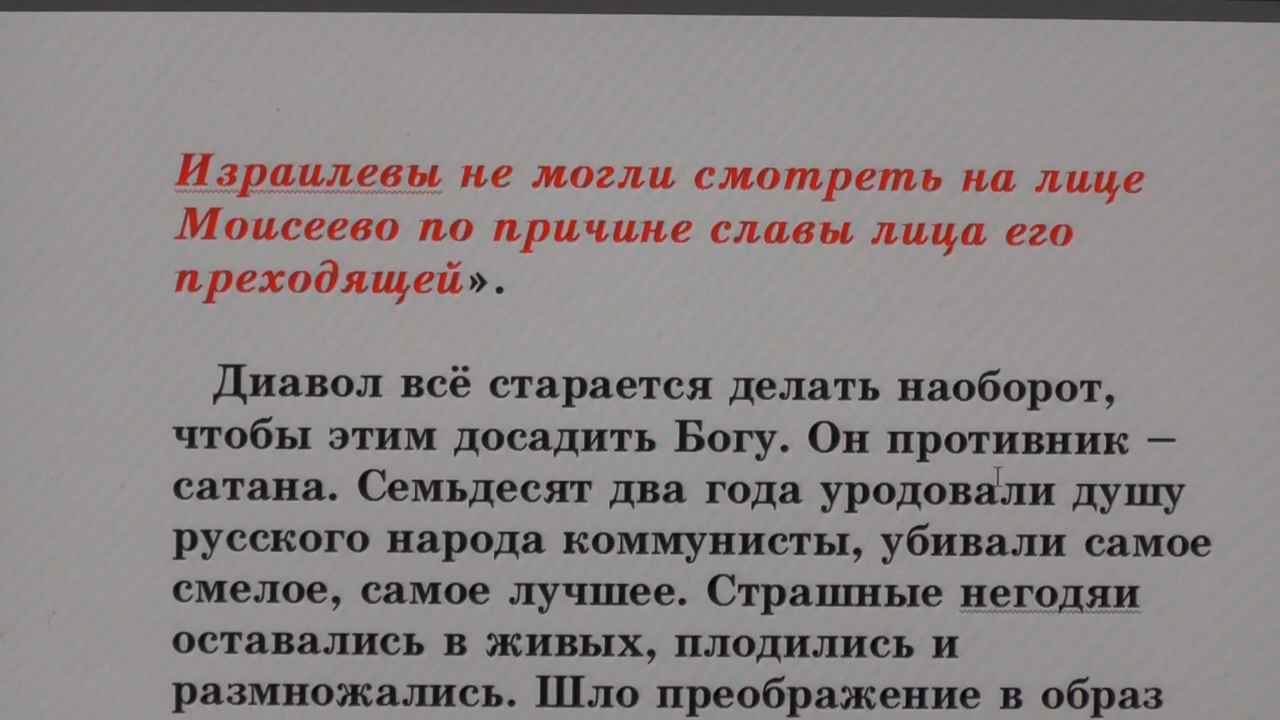 Израилевы не могли смотреть на лице
Моисеево по причине славы лица его
преходящей».
Диавол всё старается делать наоборот,
чтобы этим досадить Богу. Он противник –
сатана. Семьдесят два года уродовали душу
русского народа коммунисты, убивали самое
смелое, самое лучшее. Страшные негодяи
оставались в живых, плодились и
размножались. Шло преображение в образ